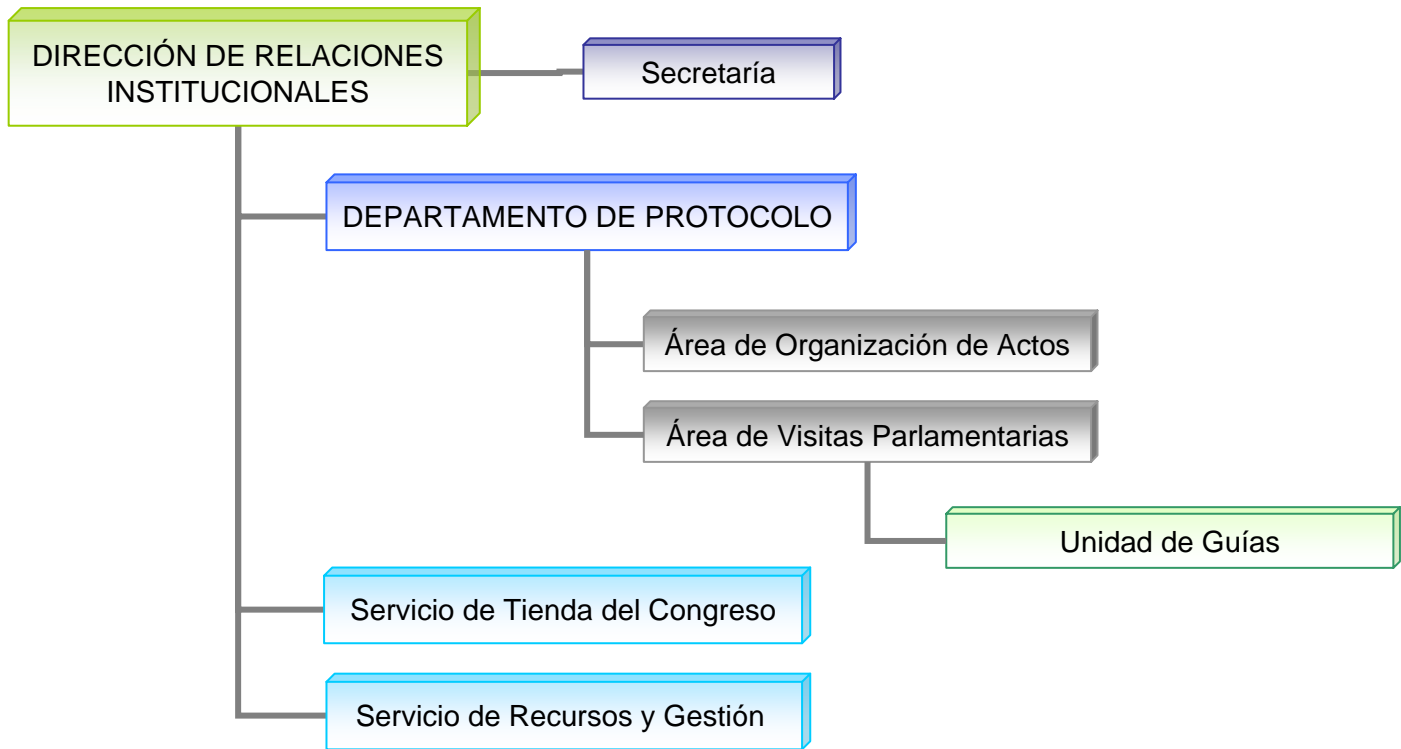 DIRECCIÓN DE RELACIONES
INSTITUCIONALES
Secretaría
DEPARTAMENTO DE PROTOCOLO
Área de Organización de Actos
Área de Visitas Parlamentarias
Unidad de Guías
Servicio de Tienda del Congreso
Servicio de Recursos y Gestión